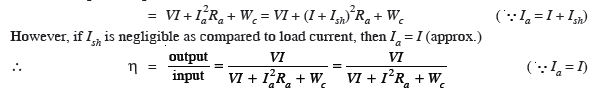 = VI + I_a^2 R_a + W_c = VI + (I + I_sh)^2 R_a + W_c (∵ I_a = I + I_sh)
However, if I_sh is negligible as compared to load current, then I_a = I (approx.)
∴ η = output/input = VI/(VI + I_a^2 R_a + W_c) = VI/(VI + I^2 R_a + W_c) (∵ I_a = I)